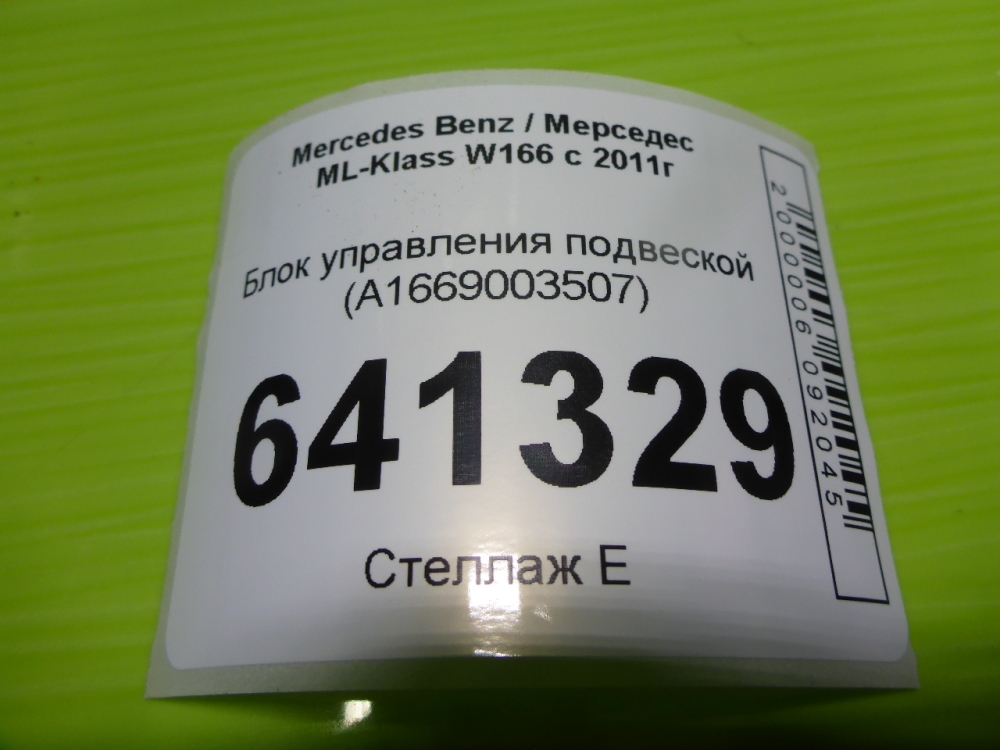 Mercedes Benz / Мерседес
ML-Klass W166 с 2011г
Блок управления подвеской
(A1669003507)
641329
Стеллаж Е
2000006092045